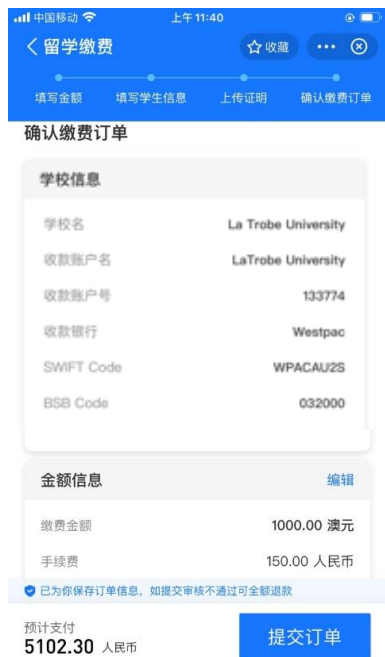 中国移动 上午11:40
留学缴费 收藏
填写金额 填写学生信息 上传证明 确认缴费订单
确认缴费订单
学校信息
学校名 La Trobe University
收款账户名 LaTrobe University
收款账户号 133774
收款银行 Westpac
SWIFT Code WPACAU2S
BSB Code 032000
金额信息 编辑
缴费金额 1000.00 澳元
手续费 150.00 人民币
已为你保存订单信息，如提交审核不通过可全额退款
预计支付
5102.30 人民币
提交订单